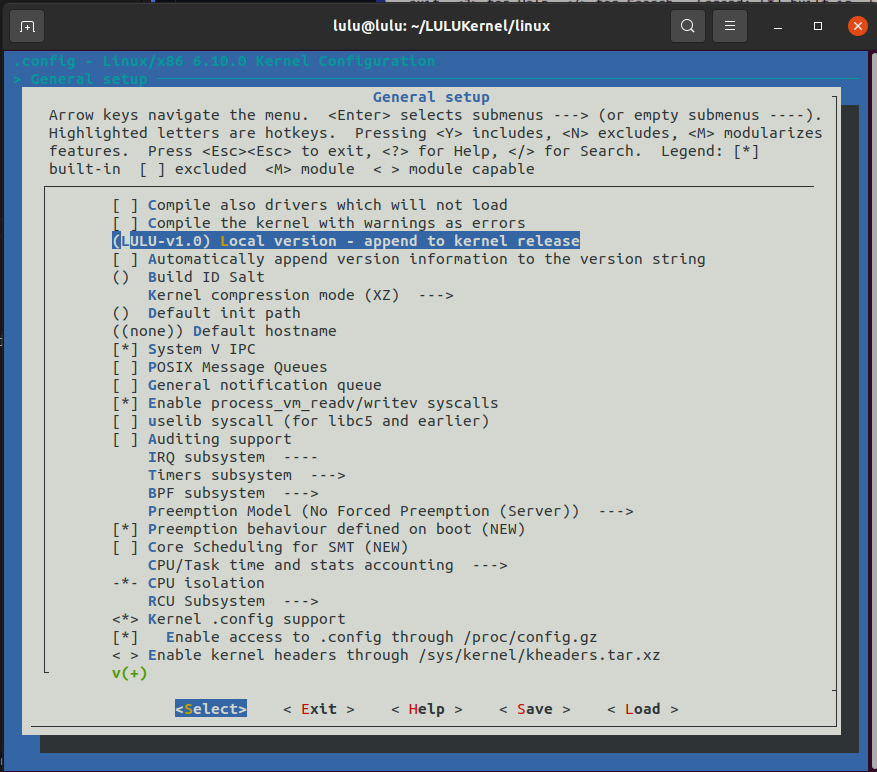 lulu@lulu: ~/LULUKernel/linux
.config - Linux/x86 6.10.0 Kernel Configuration
> General setup
General setup
Arrow keys navigate the menu.  <Enter> selects submenus ---> (or empty submenus ----).
Highlighted letters are hotkeys.  Pressing <Y> includes, <N> excludes, <M> modularizes
features.  Press <Esc><Esc> to exit, <?> for Help, </> for Search.  Legend: [*]
built-in  [ ] excluded  <M> module  < > module capable
[ ] Compile also drivers which will not load
[ ] Compile the kernel with warnings as errors
(LULU-v1.0) Local version - append to kernel release
[ ] Automatically append version information to the version string
() Build ID Salt
Kernel compression mode (XZ)  --->
() Default init path
((none)) Default hostname
[*] System V IPC
[ ] POSIX Message Queues
[ ] General notification queue
[*] Enable process_vm_readv/writev syscalls
[ ] uselib syscall (for libc5 and earlier)
[ ] Auditing support
IRQ subsystem  ----
Timers subsystem  --->
BPF subsystem  --->
Preemption Model (No Forced Preemption (Server))  --->
[*] Preemption behaviour defined on boot (NEW)
[ ] Core Scheduling for SMT (NEW)
CPU/Task time and stats accounting  --->
-*- CPU isolation
RCU Subsystem  --->
<*> Kernel .config support
[*]   Enable access to .config through /proc/config.gz
< > Enable kernel headers through /sys/kernel/kheaders.tar.xz
v(+)
<Select>    < Exit >    < Help >    < Save >    < Load >